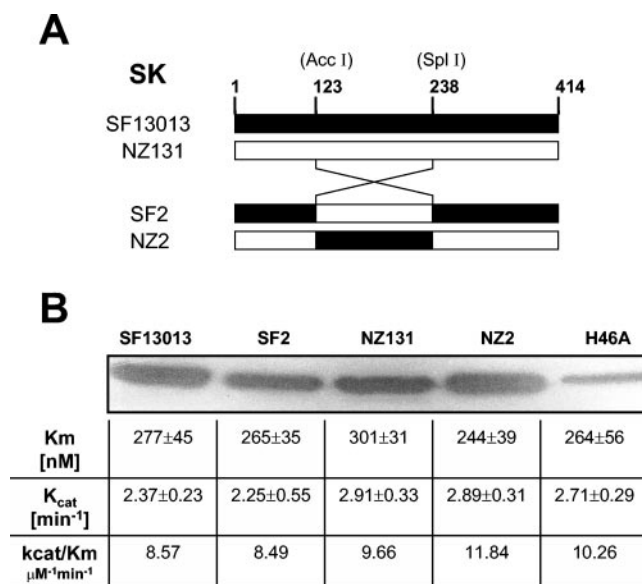 A
SK
(Acc I) (Spl I)
1 123 238 414
SF13013
NZ131
SF2
NZ2
B
SF13013 SF2 NZ131 NZ2 H46A
Km [nM] 277±45 265±35 301±31 244±39 264±56
Kcat [min⁻¹] 2.37±0.23 2.25±0.55 2.91±0.33 2.89±0.31 2.71±0.29
kcat/Km µM⁻¹min⁻¹ 8.57 8.49 9.66 11.84 10.26